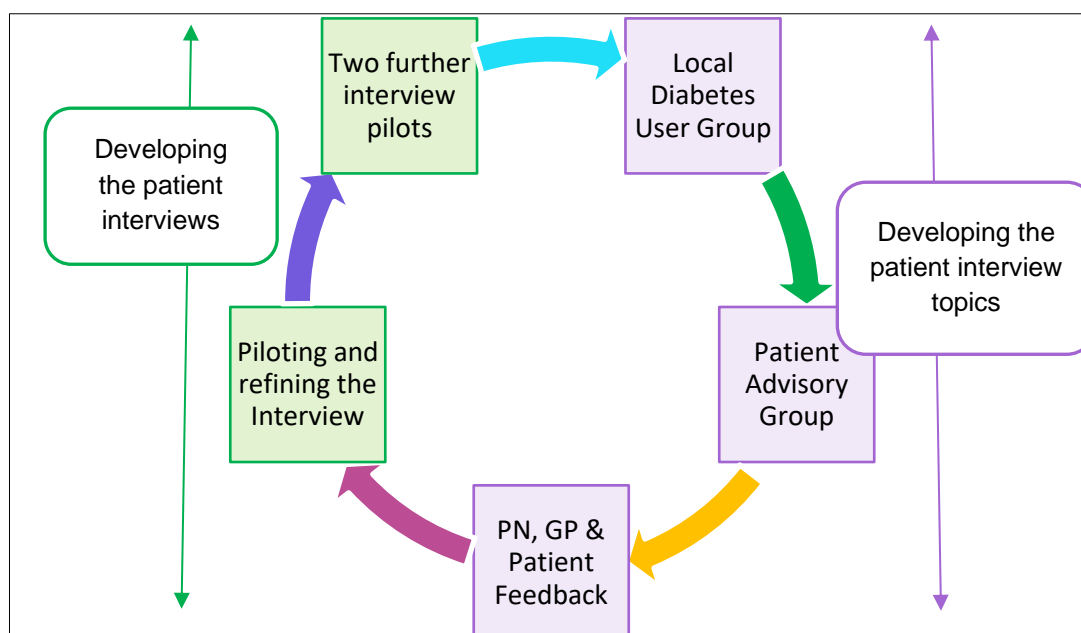 Two further
interview
pilots
Local
Diabetes
User Group
Developing
the patient
interviews
Developing the
patient interview
topics
Piloting and
refining the
Interview
Patient
Advisory
Group
PN, GP &
Patient
Feedback